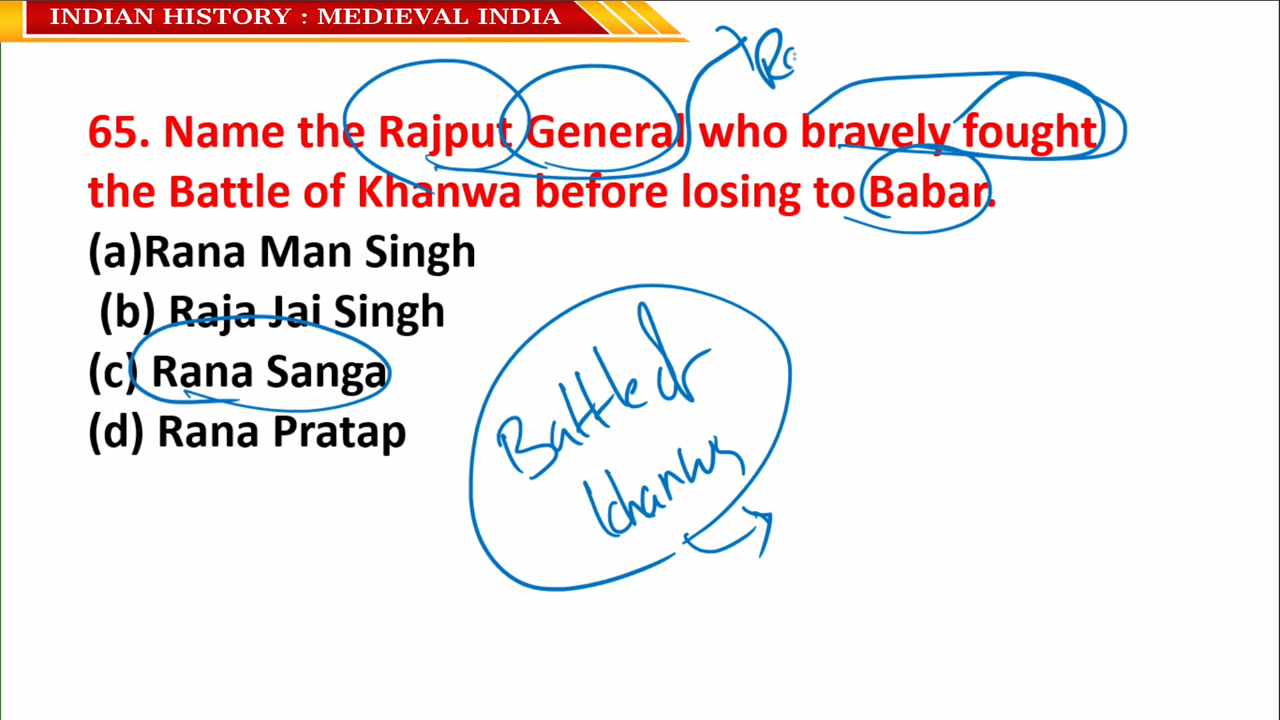 INDIAN HISTORY : MEDIEVAL INDIA
65. Name the Rajput General who bravely fought
the Battle of Khanwa before losing to Babar.
(a)Rana Man Singh
(b) Raja Jai Singh
(c) Rana Sanga
(d) Rana Pratap
Battle of
khanwa